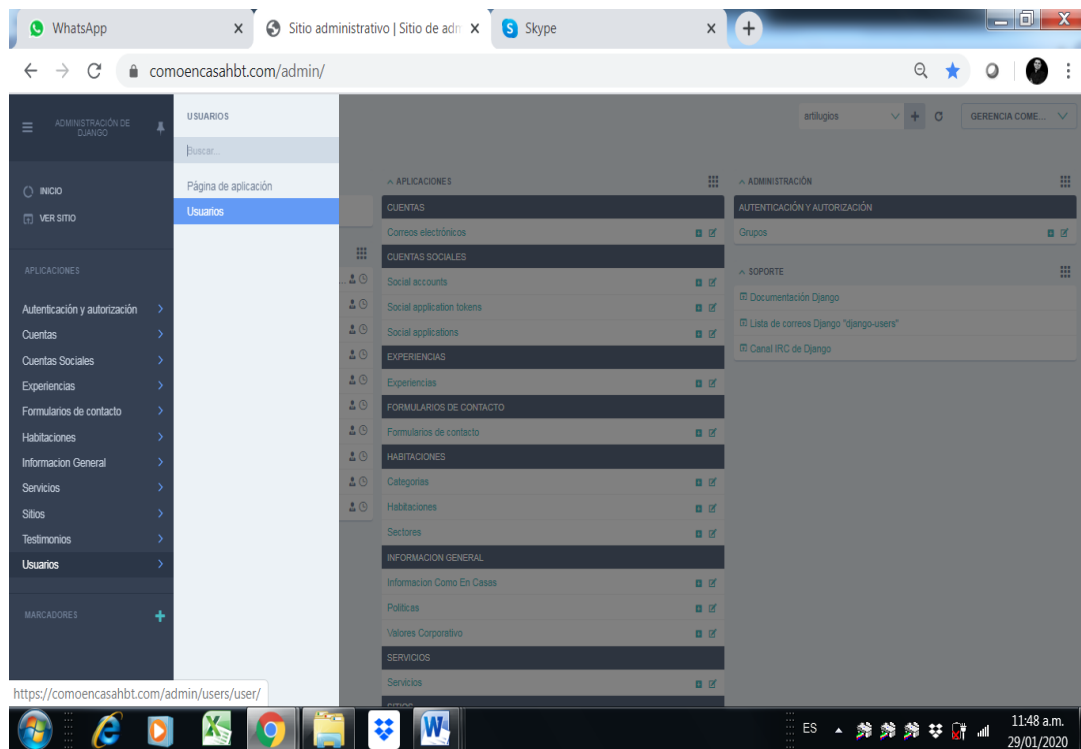 WhatsApp
Sitio administrativo | Sitio de adm
Skype
comoencasahbt.com/admin/
ADMINISTRACIÓN DE
DJANGO
INICIO
VER SITIO
APLICACIONES
Autenticación y autorización
Cuentas
Cuentas Sociales
Experiencias
Formularios de contacto
Habitaciones
Informacion General
Servicios
Sitios
Testimonios
Usuarios
MARCADORES
USUARIOS
Buscar...
Página de aplicación
Usuarios
artilugios
GERENCIA COME...
APLICACIONES
CUENTAS
Correos electrónicos
CUENTAS SOCIALES
Social accounts
Social application tokens
Social applications
EXPERIENCIAS
Experiencias
FORMULARIOS DE CONTACTO
Formularios de contacto
HABITACIONES
Categorias
Habitaciones
Sectores
INFORMACION GENERAL
Informacion Como En Casas
Politicas
Valores Corporativo
SERVICIOS
Servicios
SITIOS
ADMINISTRACIÓN
AUTENTICACIÓN Y AUTORIZACIÓN
Grupos
SOPORTE
Documentación Django
Lista de correos Django "django-users"
Canal IRC de Django
https://comoencasahbt.com/admin/users/user/
ES
11:48 a.m.
29/01/2020